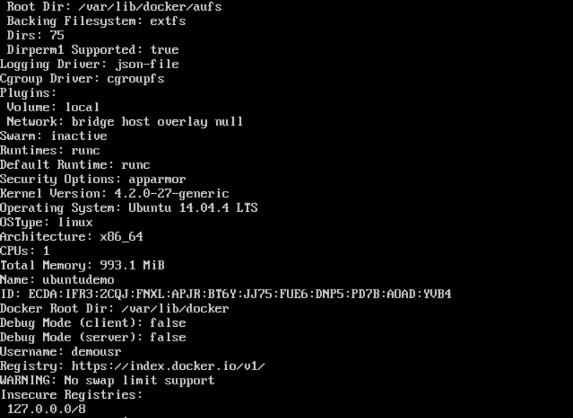 Root Dir: /var/lib/docker/aufs
Backing Filesystem: extfs
Dirs: 75
Dirperm1 Supported: true
Logging Driver: json-file
Cgroup Driver: cgroupfs
Plugins:
Volume: local
Network: bridge host overlay null
Swarm: inactive
Runtimes: runc
Default Runtime: runc
Security Options: apparmor
Kernel Version: 4.2.0-27-generic
Operating System: Ubuntu 14.04.4 LTS
OSType: linux
Architecture: x86_64
CPUs: 1
Total Memory: 993.1 MiB
Name: ubuntudemo
ID: ECDA:IFR3:ZCQJ:FNXL:APJR:BT6Y:JJ75:FUE6:DNP5:PD7B:AOAD:YVB4
Docker Root Dir: /var/lib/docker
Debug Mode (client): false
Debug Mode (server): false
Username: demousr
Registry: https://index.docker.io/v1/
WARNING: No swap limit support
Insecure Registries:
127.0.0.0/8